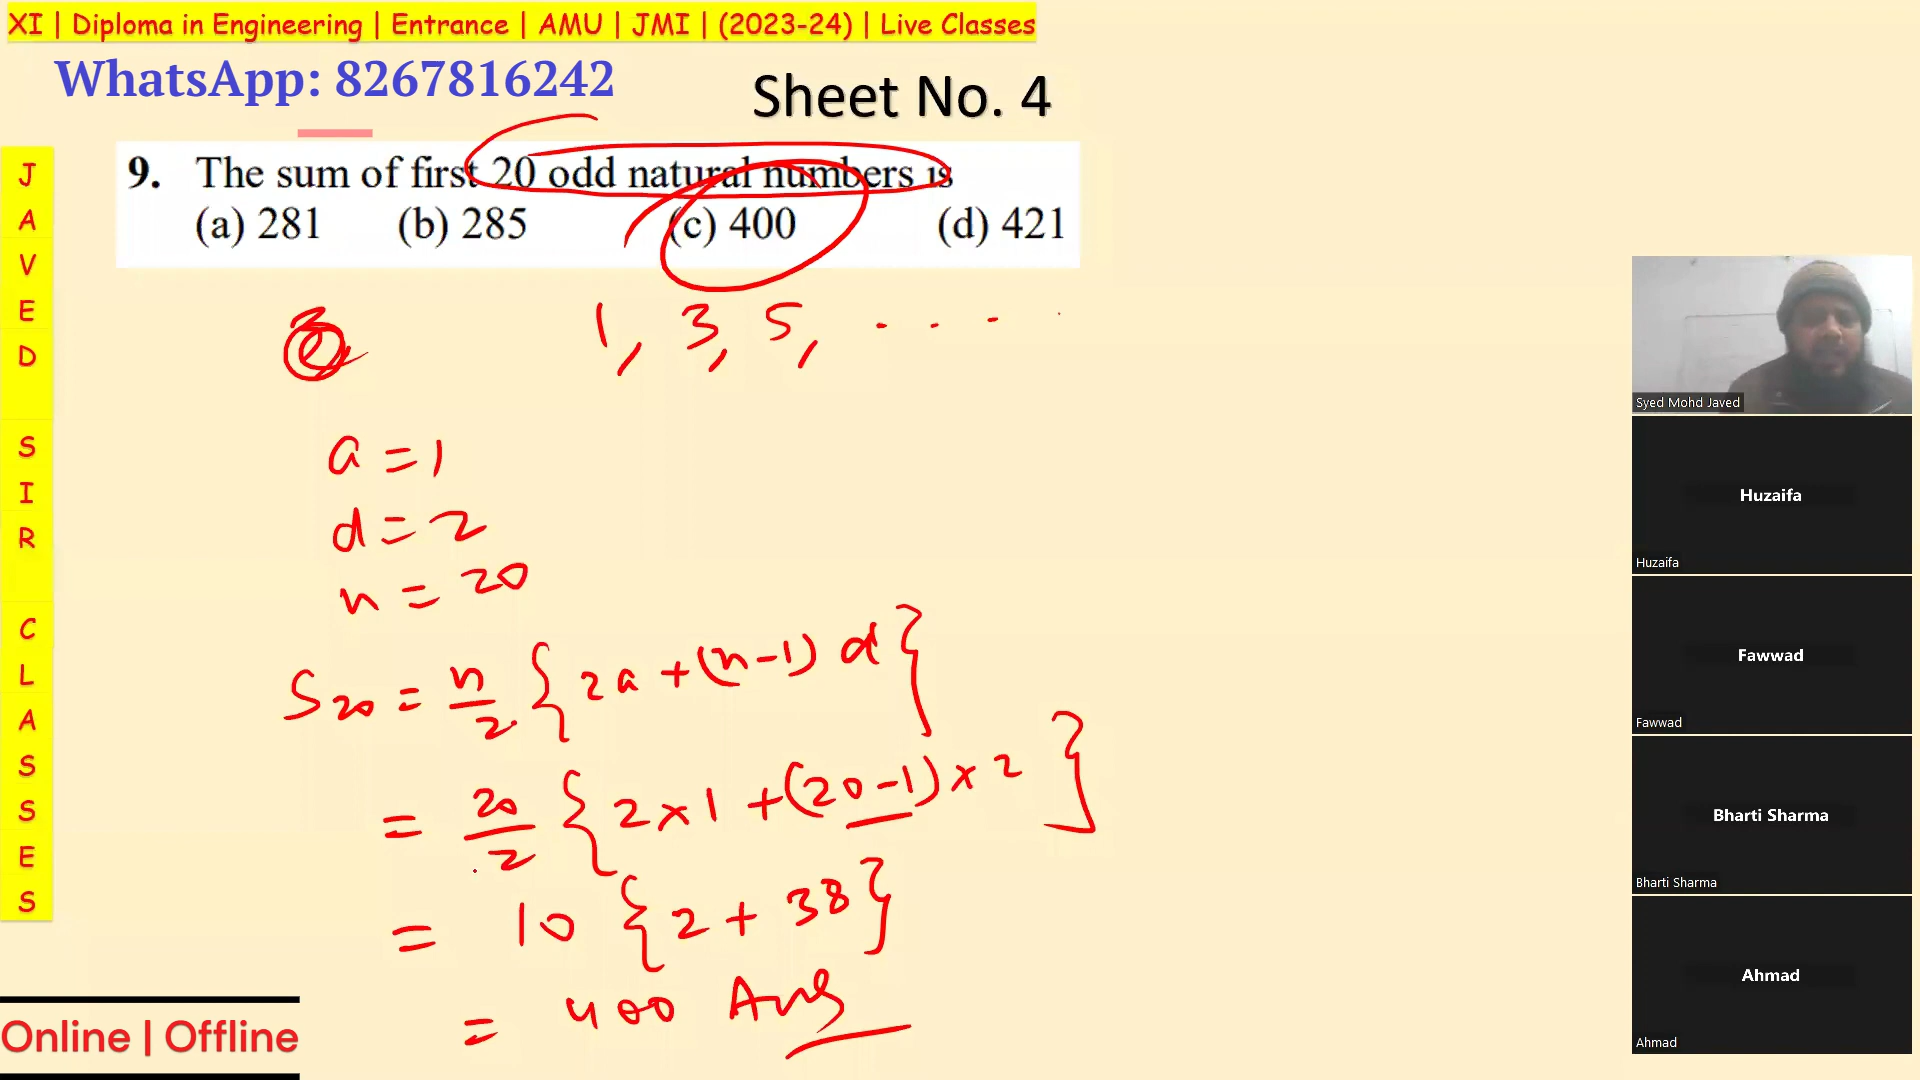 XI | Diploma in Engineering | Entrance | AMU | JMI | (2023-24) | Live Classes
WhatsApp: 8267816242
Sheet No. 4
9. The sum of first 20 odd natural numbers is
(a) 281 (b) 285 (c) 400 (d) 421
1, 3, 5, ....
a = 1
d = 2
n = 20
S20 = n/2 {2a + (n-1) d}
= 20/2 {2 x 1 + (20-1) x 2}
= 10 {2 + 38}
= 400 Ans
JAVED SIR CLASSES
Online | Offline
Syed Mohd Javed
Huzaifa
Huzaifa
Fawwad
Fawwad
Bharti Sharma
Bharti Sharma
Ahmad
Ahmad